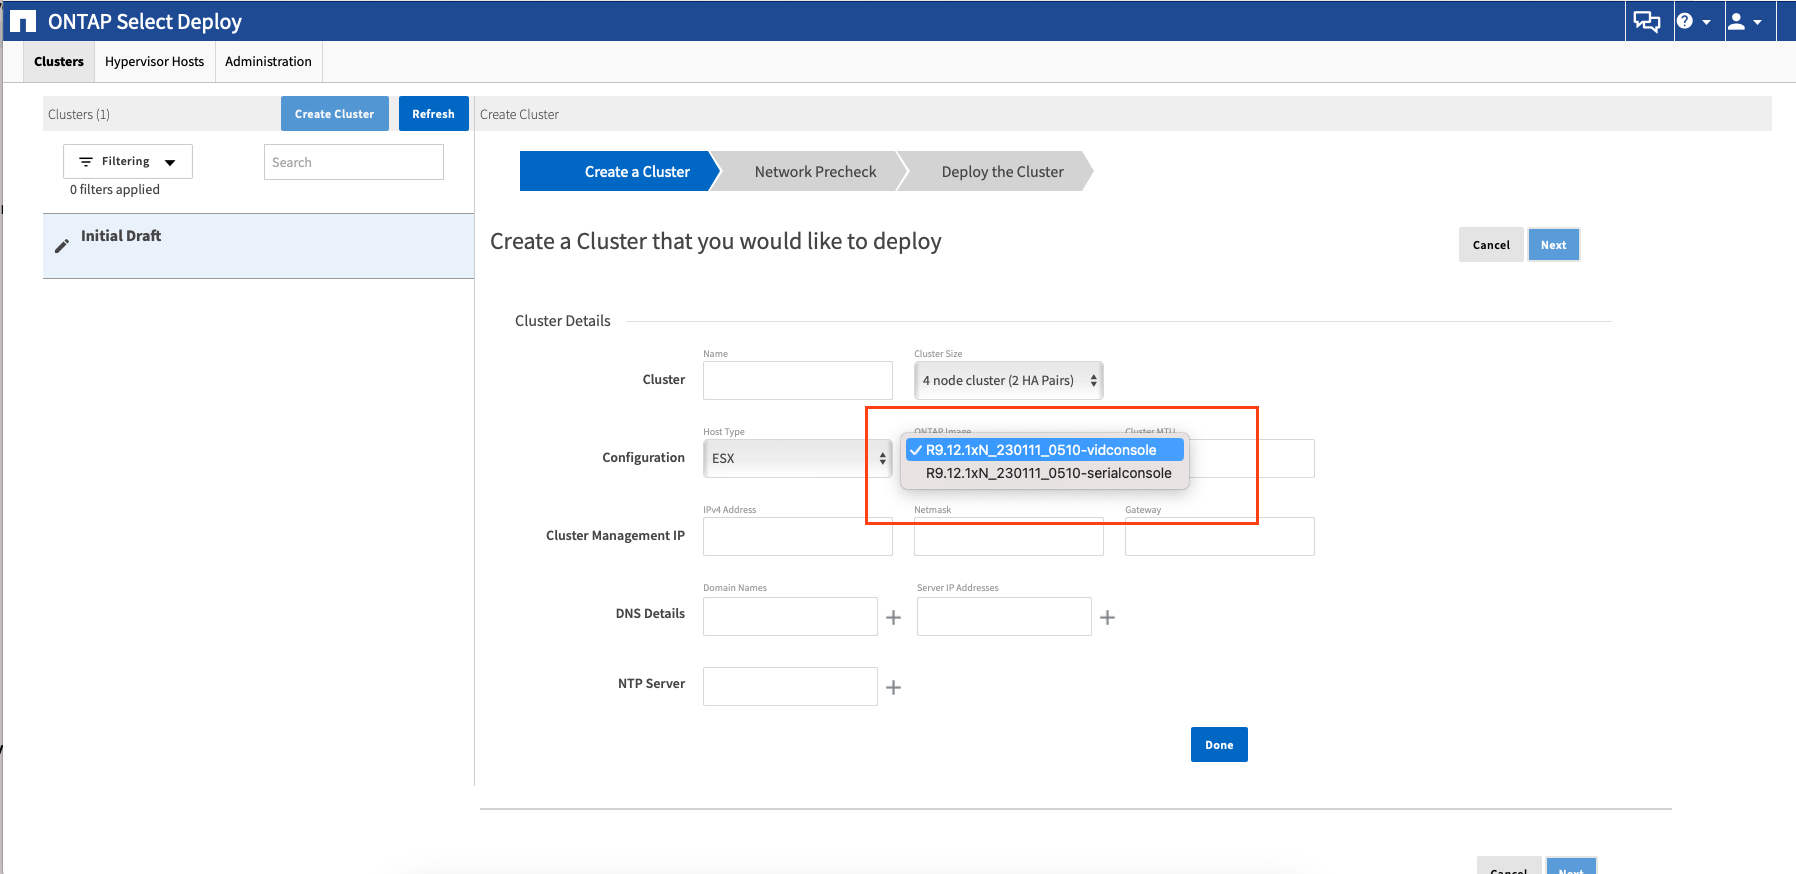 ONTAP Select Deploy
?
Clusters Hypervisor Hosts Administration
Clusters (1) Create Cluster Refresh Create Cluster
Filtering Search
0 filters applied
Create a Cluster Network Precheck Deploy the Cluster
Initial Draft
Create a Cluster that you would like to deploy Cancel Next
Cluster Details
Name Cluster Size
Cluster 4 node cluster (2 HA Pairs)
Host Type ONTAP Image Cluster MTU
Configuration ESX R9.12.1xN_230111_0510-vidconsole
R9.12.1xN_230111_0510-serialconsole
IPv4 Address Netmask Gateway
Cluster Management IP
Domain Names Server IP Addresses
DNS Details
NTP Server
Done
Cancel Next